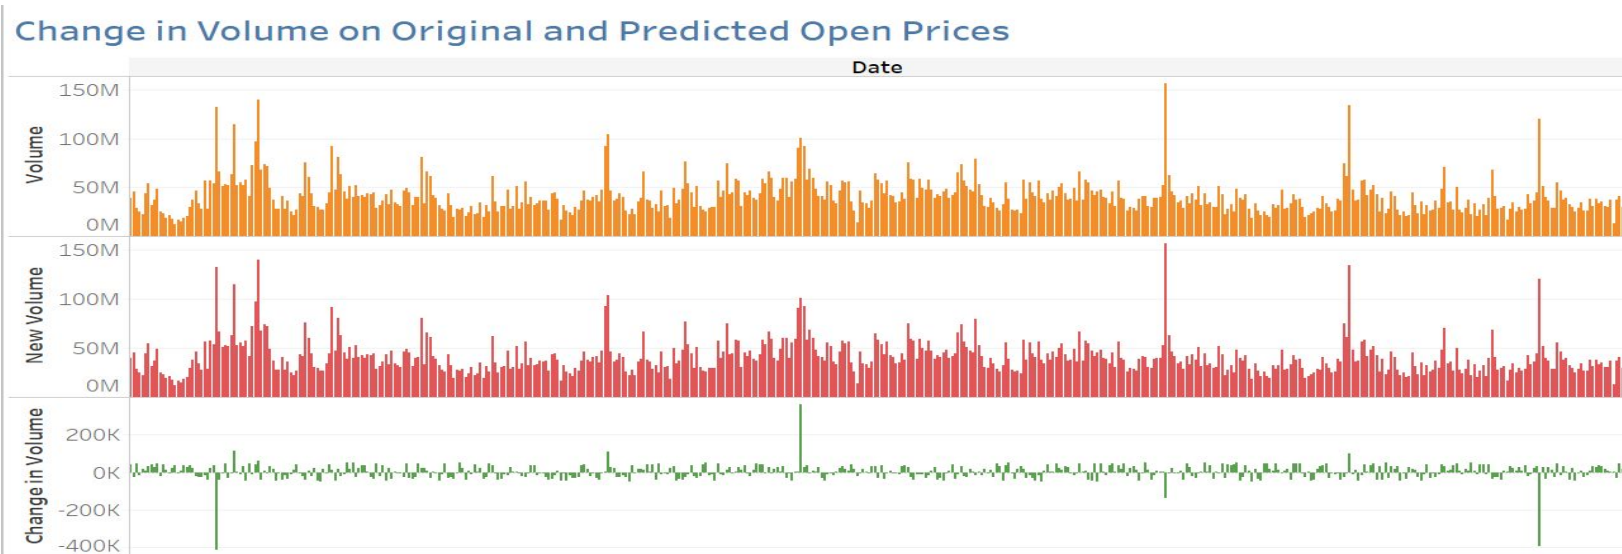 Change in Volume on Original and Predicted Open Prices
Date
Volume
150M
100M
50M
0M
New Volume
150M
100M
50M
0M
Change in Volume
200K
0K
-200K
-400K